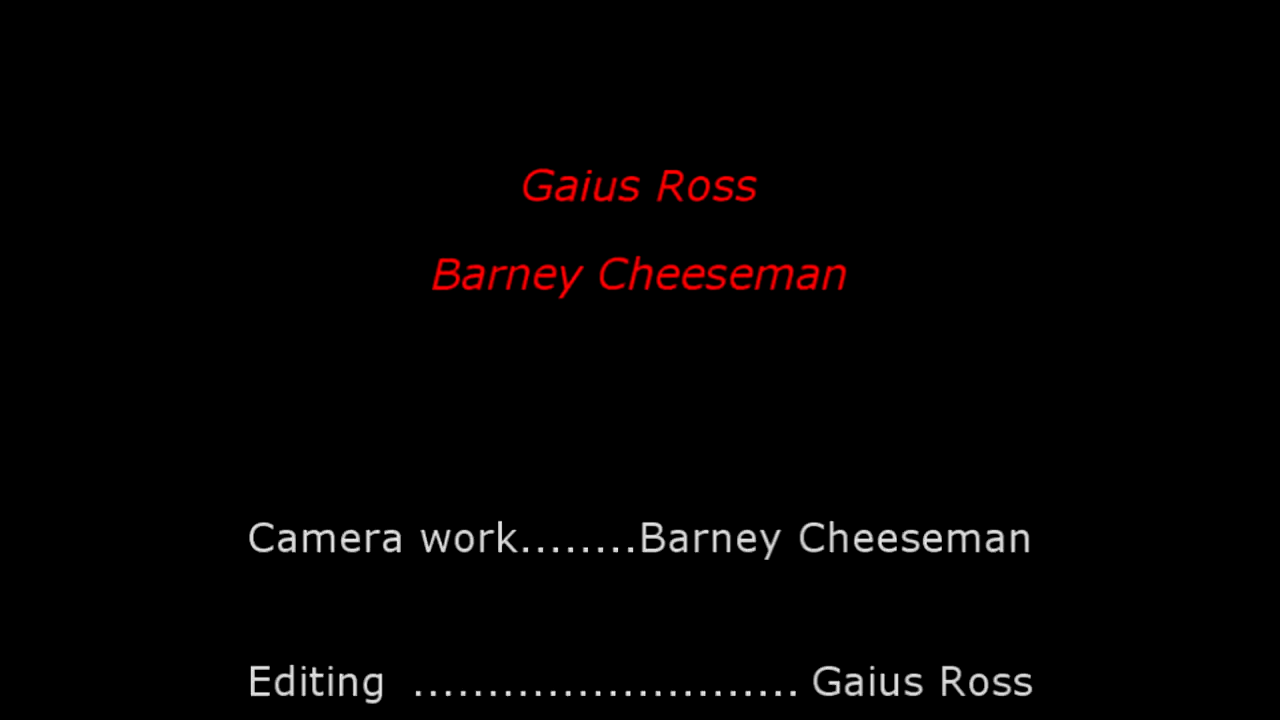 Gaius Ross
Barney Cheeseman
Camera work........Barney Cheeseman
Editing .......................... Gaius Ross